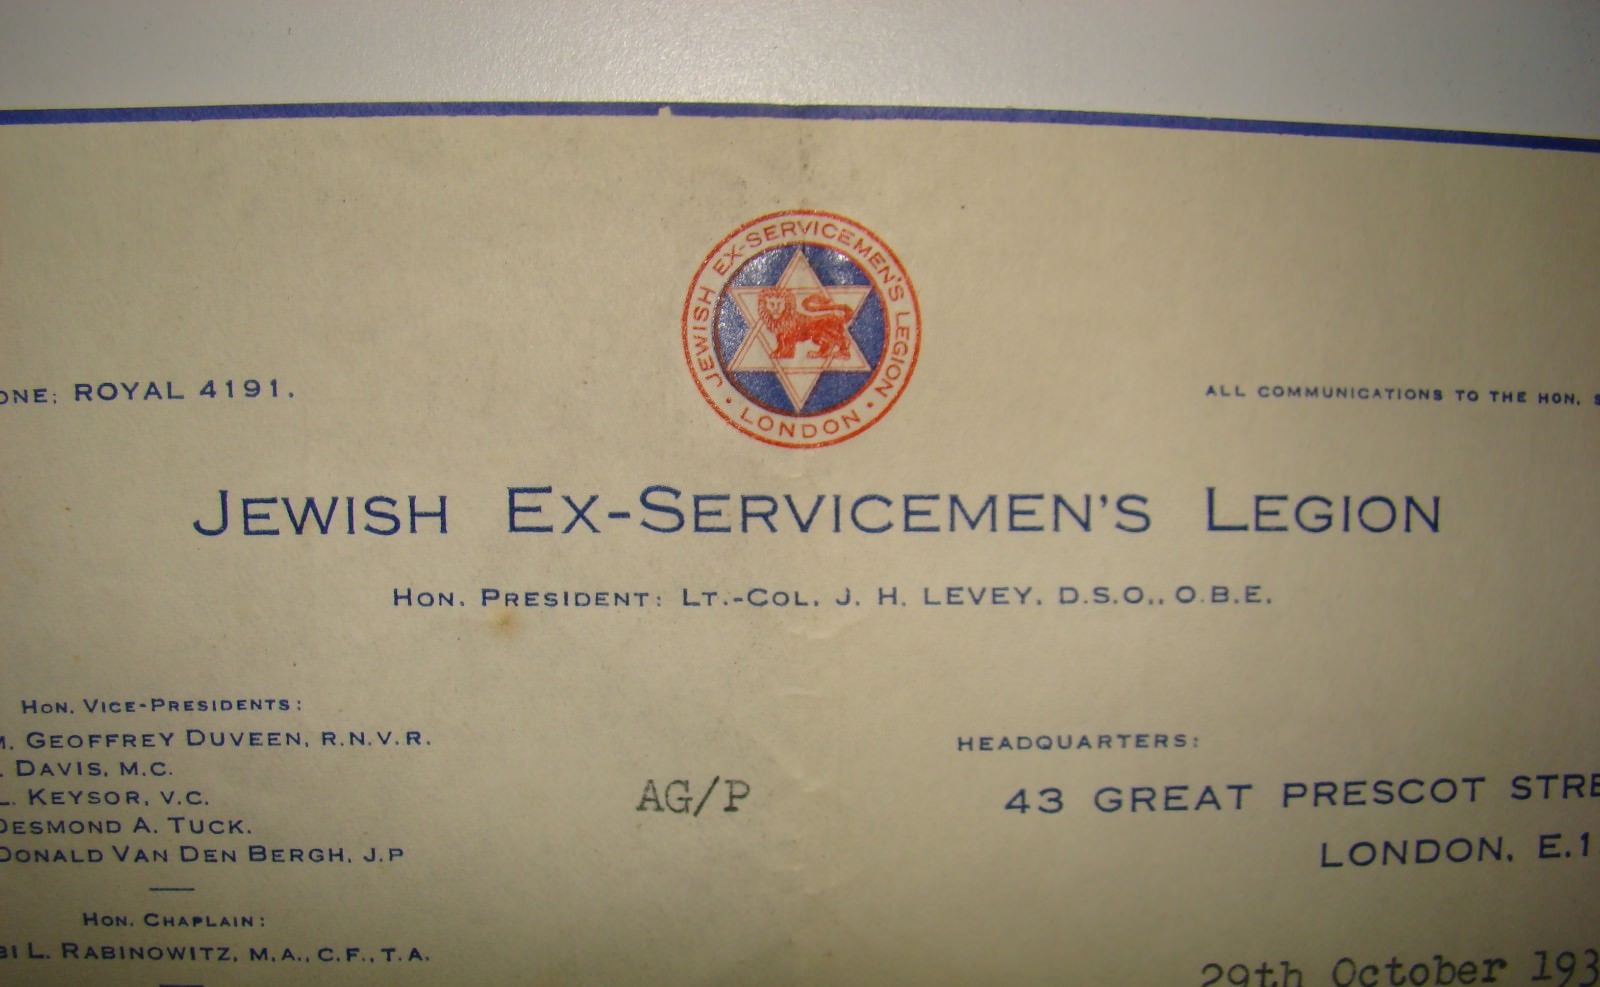 JEWISH EX-SERVICEMEN'S LEGION
· LONDON ·
ONE: ROYAL 4191.
ALL COMMUNICATIONS TO THE HON. S
JEWISH EX-SERVICEMEN'S LEGION
HON. PRESIDENT: LT.-COL. J. H. LEVEY, D.S.O., O.B.E.
HON. VICE-PRESIDENTS:
M. GEOFFREY DUVEEN, R.N.V.R.
. DAVIS, M.C.
L. KEYSOR, V.C.
DESMOND A. TUCK.
DONALD VAN DEN BERGH, J.P
HON. CHAPLAIN:
BI L. RABINOWITZ, M.A., C.F., T.A.
AG/P
HEADQUARTERS:
43 GREAT PRESCOT STRE
LONDON, E.1
29th October 193